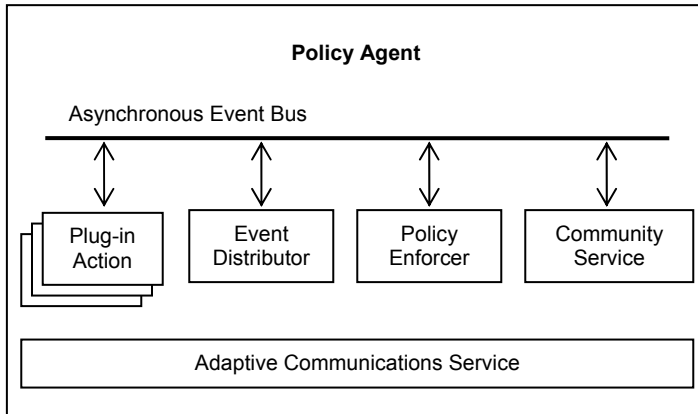 Policy Agent
Asynchronous Event Bus
Plug-in
Action
Event
Distributor
Policy
Enforcer
Community
Service
Adaptive Communications Service